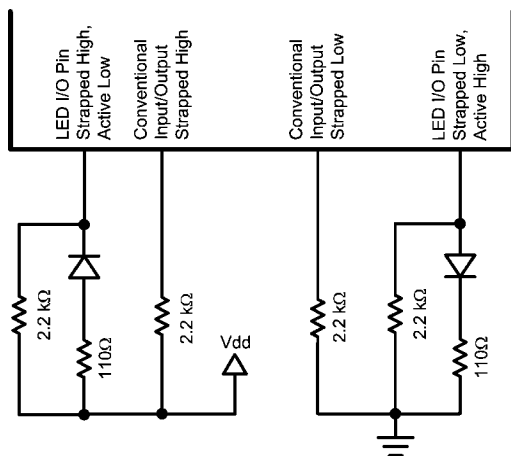 LED I/O Pin
Strapped High,
Active Low
Conventional
Input/Output
Strapped High
Conventional
Input/Output
Strapped Low
LED I/O Pin
Strapped Low,
Active High
2.2 kΩ
110Ω
2.2 kΩ
Vdd
2.2 kΩ
2.2 kΩ
110Ω